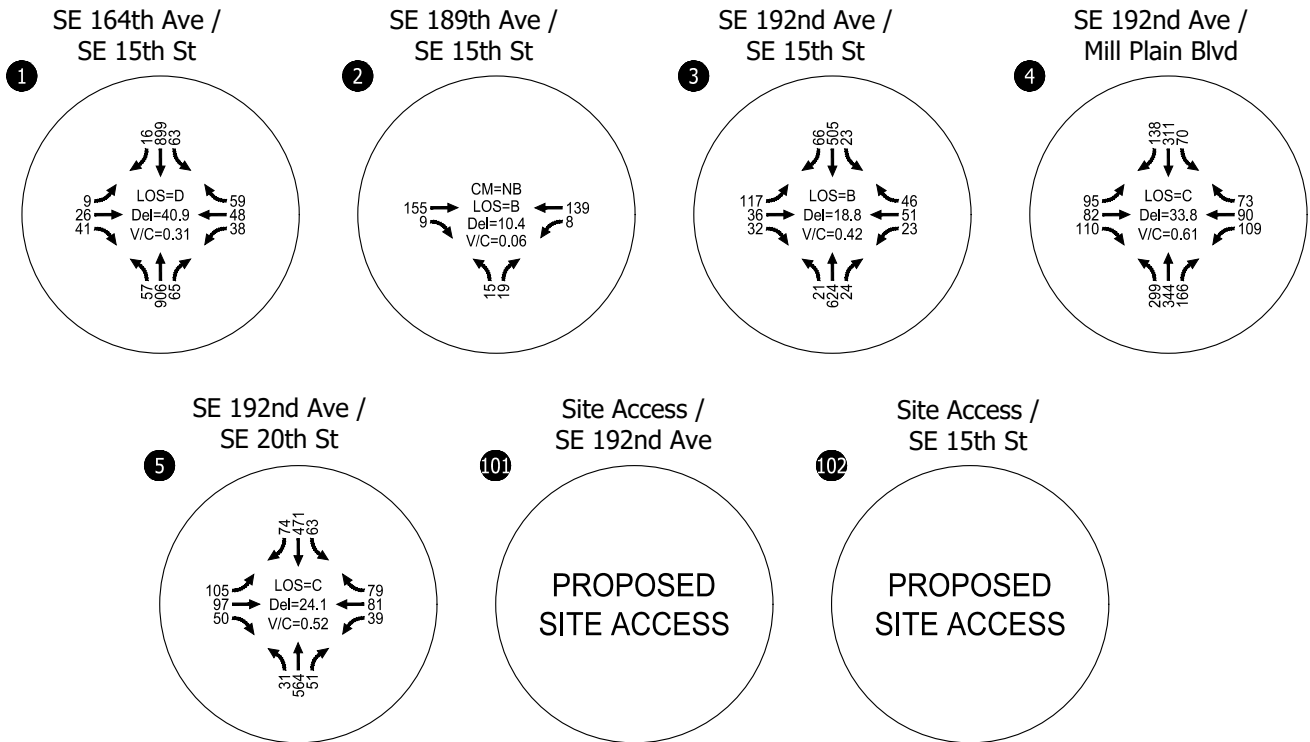 SE 164th Ave /
SE 15th St
1
16
899
63
9
26
41
LOS=D
Del=40.9
V/C=0.31
59
48
38
57
906
65
SE 189th Ave /
SE 15th St
2
155
9
CM=NB
LOS=B
Del=10.4
V/C=0.06
139
8
15
19
SE 192nd Ave /
SE 15th St
3
66
505
23
117
36
32
LOS=B
Del=18.8
V/C=0.42
46
51
23
21
624
24
SE 192nd Ave /
Mill Plain Blvd
4
138
311
70
95
82
110
LOS=C
Del=33.8
V/C=0.61
73
90
109
299
344
166
SE 192nd Ave /
SE 20th St
5
74
471
63
105
97
50
LOS=C
Del=24.1
V/C=0.52
79
81
39
31
564
51
Site Access /
SE 192nd Ave
101
PROPOSED
SITE ACCESS
Site Access /
SE 15th St
102
PROPOSED
SITE ACCESS